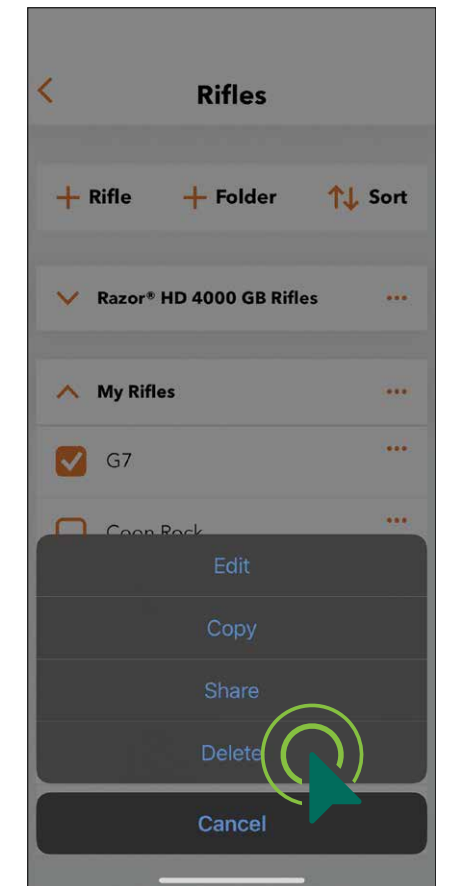 Rifles
Rifle Folder Sort
Razor® HD 4000 GB Rifles
My Rifles
G7
Coon Rock
Edit
Copy
Share
Delete
Cancel